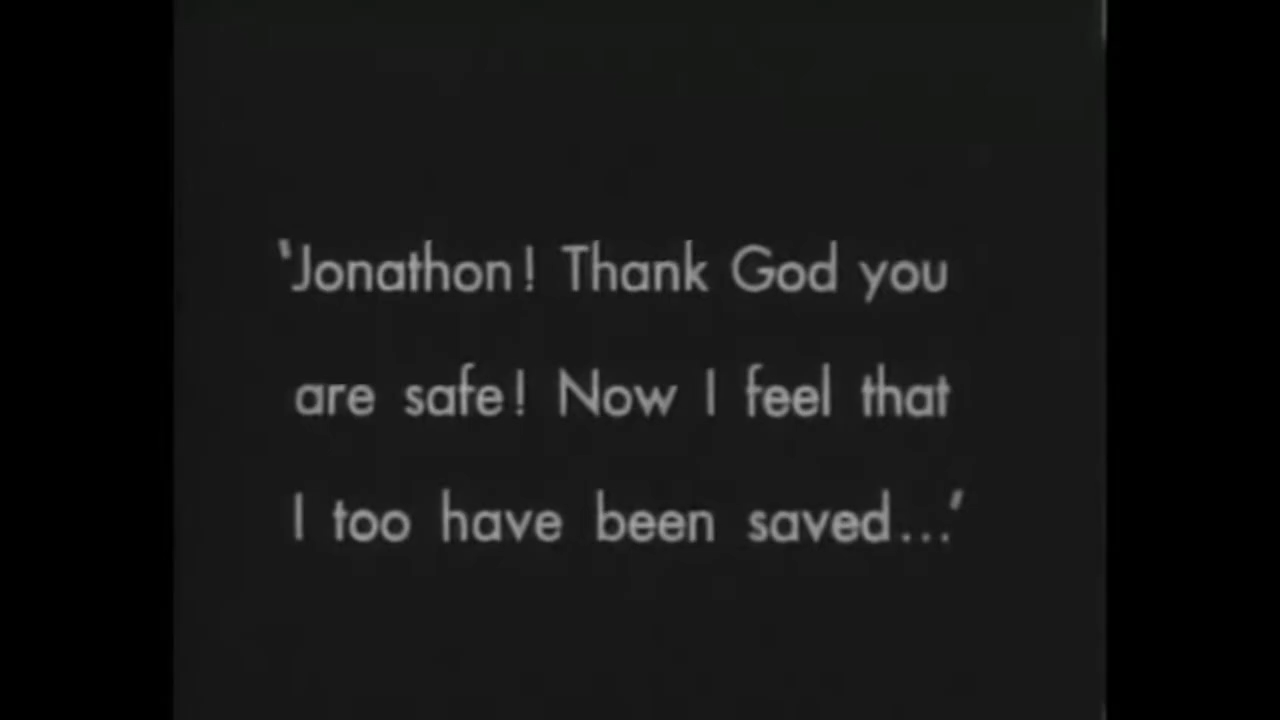 'Jonathon! Thank God you
are safe! Now I feel that
I too have been saved...'